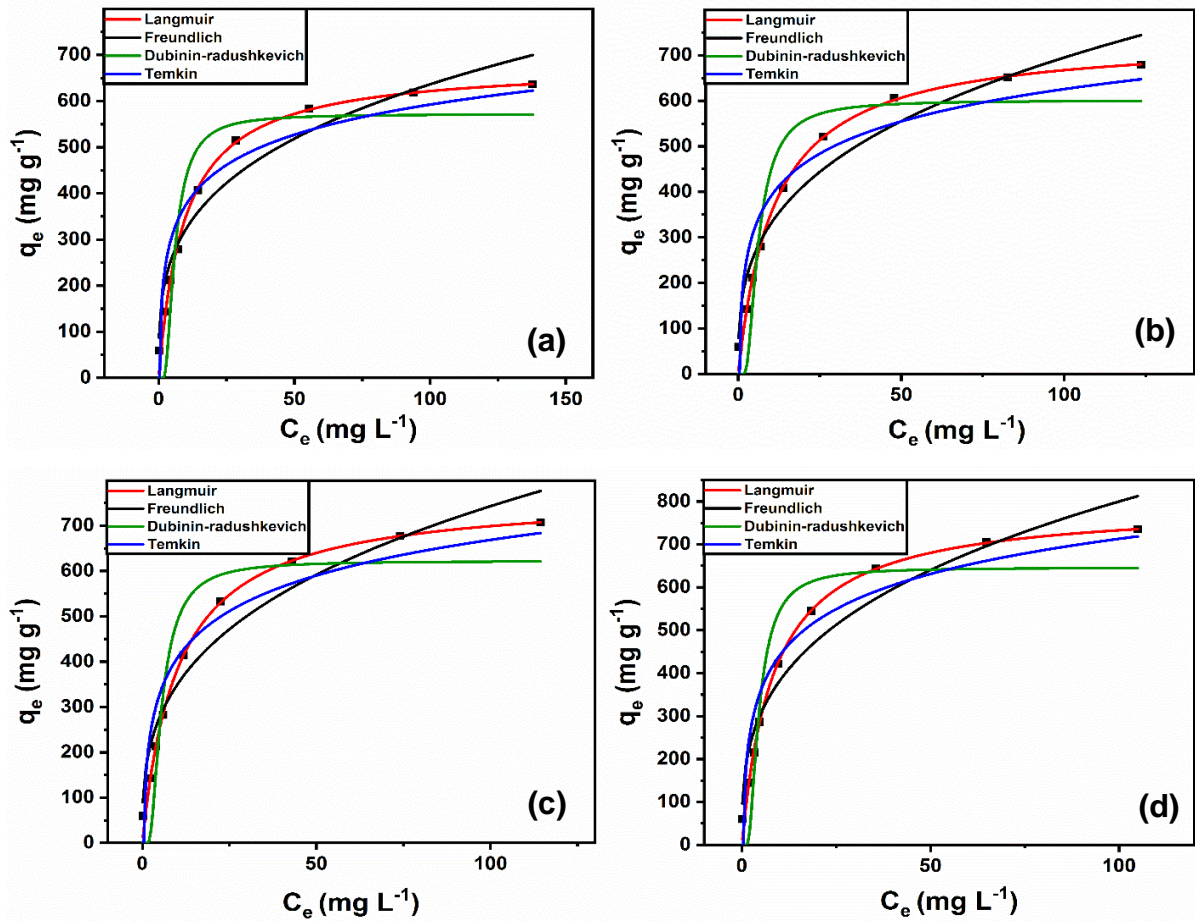 Langmuir
Freundlich
Dubinin-radushkevich
Temkin
700
600
500
400
300
200
100
0
qe (mg g-1)
0
50
100
150
Ce (mg L-1)
(a)
Langmuir
Freundlich
Dubinin-radushkevich
Temkin
700
600
500
400
300
200
100
0
qe (mg g-1)
0
50
100
Ce (mg L-1)
(b)
Langmuir
Freundlich
Dubinin-radushkevich
Temkin
700
600
500
400
300
200
100
0
qe (mg g-1)
0
50
100
Ce (mg L-1)
(c)
Langmuir
Freundlich
Dubinin-radushkevich
Temkin
800
700
600
500
400
300
200
100
0
qe (mg g-1)
0
50
100
Ce (mg L-1)
(d)